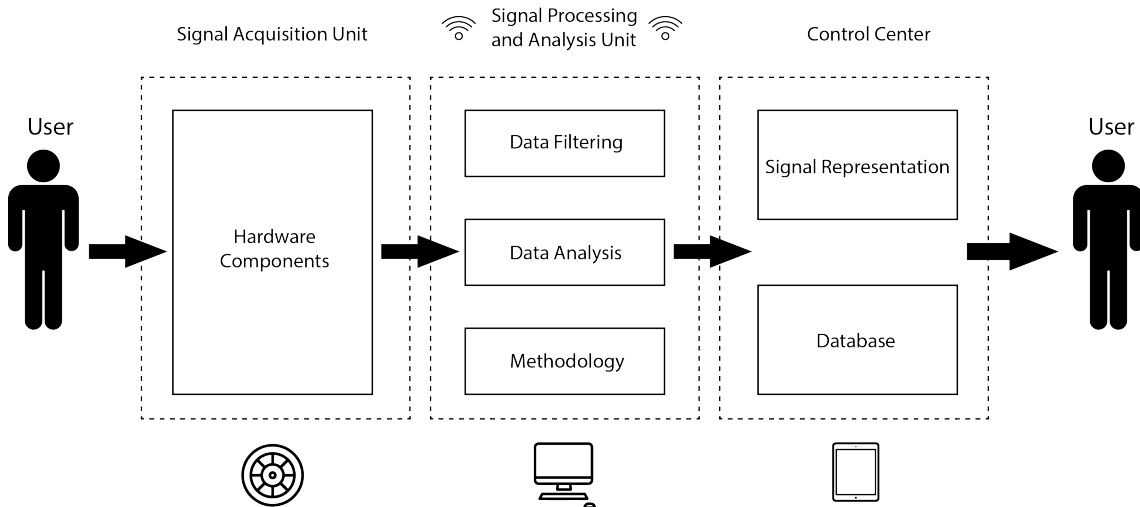 Signal Acquisition Unit
Signal Processing
and Analysis Unit
Control Center
User
User
Hardware
Components
Data Filtering
Data Analysis
Methodology
Signal Representation
Database